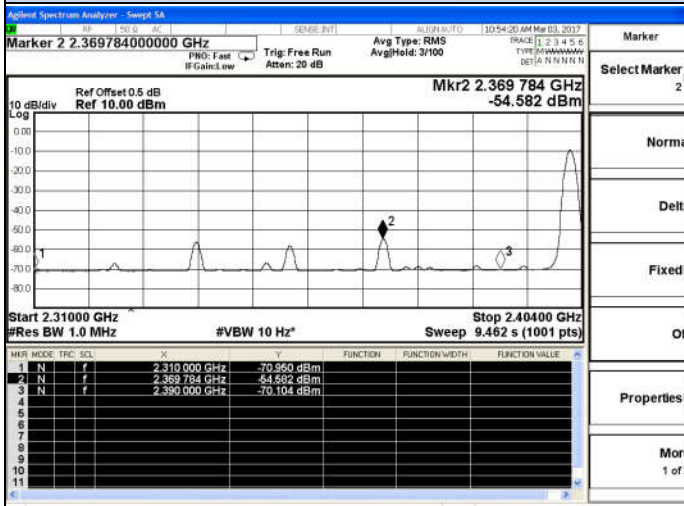 Agilent Spectrum Analyzer - Swept SA
RF 50 Ω AC SENSE:INT ALIGN AUTO 10:54:20 AM Mar 03, 2017
Marker 2 2.369784000000 GHz
PNO: Fast
IFGain:Low
Trig: Free Run
Atten: 20 dB
Avg Type: RMS
Avg|Hold: 3/100
TRACE 1 2 3 4 5 6
TYPE MWWWWW
DET A N N N N N
Ref Offset 0.5 dB
Ref 10.00 dBm
10 dB/div
Log
Mkr2 2.369 784 GHz
-54.582 dBm
0.00
-10.0
-20.0
-30.0
-40.0
-50.0
-60.0
-70.0
-80.0
1
2
3
Start 2.31000 GHz
Stop 2.40400 GHz
#Res BW 1.0 MHz
#VBW 10 Hz*
Sweep 9.462 s (1001 pts)
MKR MODE TRC SCL X Y FUNCTION FUNCTION WIDTH FUNCTION VALUE
1 N f 2.310 000 GHz -70.950 dBm
2 N f 2.369 784 GHz -54.582 dBm
3 N f 2.390 000 GHz -70.104 dBm
4
5
6
7
8
9
10
11
Marker
Select Marker
2
Norma
Delt
Fixed
Of
Properties
Mor
1 of